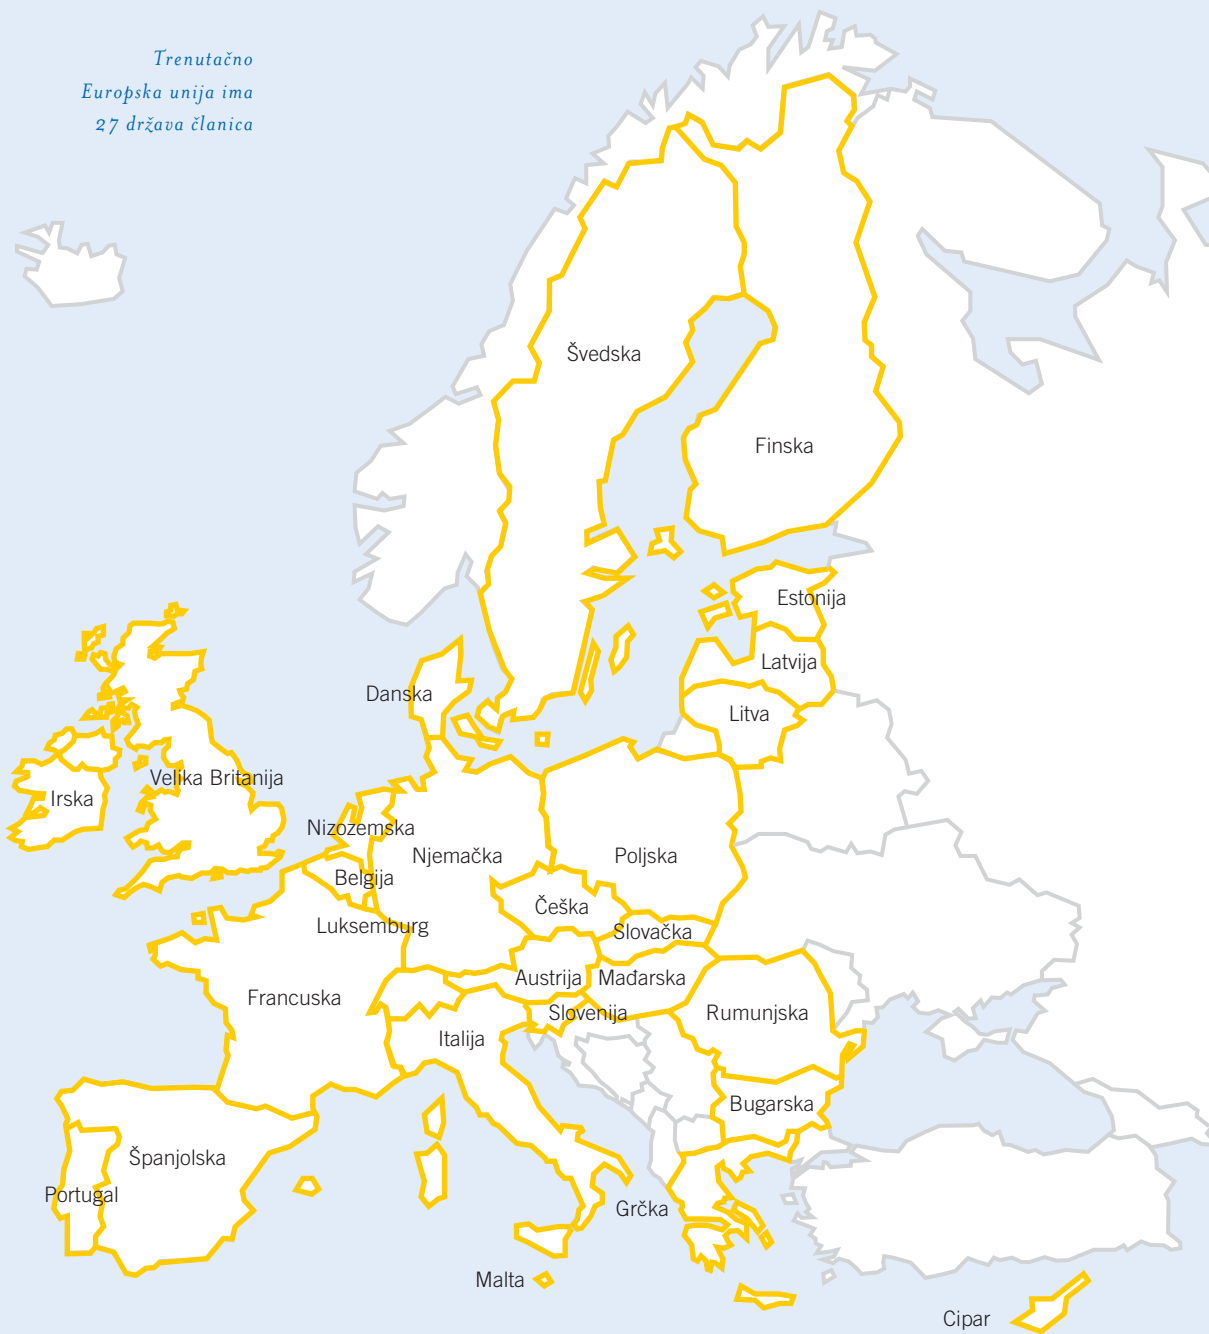 Trenutačno
Europska unija ima
27 država članica
Švedska
Finska
Estonija
Latvija
Danska
Litva
Velika Britanija
Irska
Nizozemska
Njemačka
Poljska
Belgija
Češka
Luksemburg
Slovačka
Austrija
Mađarska
Francuska
Slovenija
Rumunjska
Italija
Bugarska
Španjolska
Portugal
Grčka
Malta
Cipar